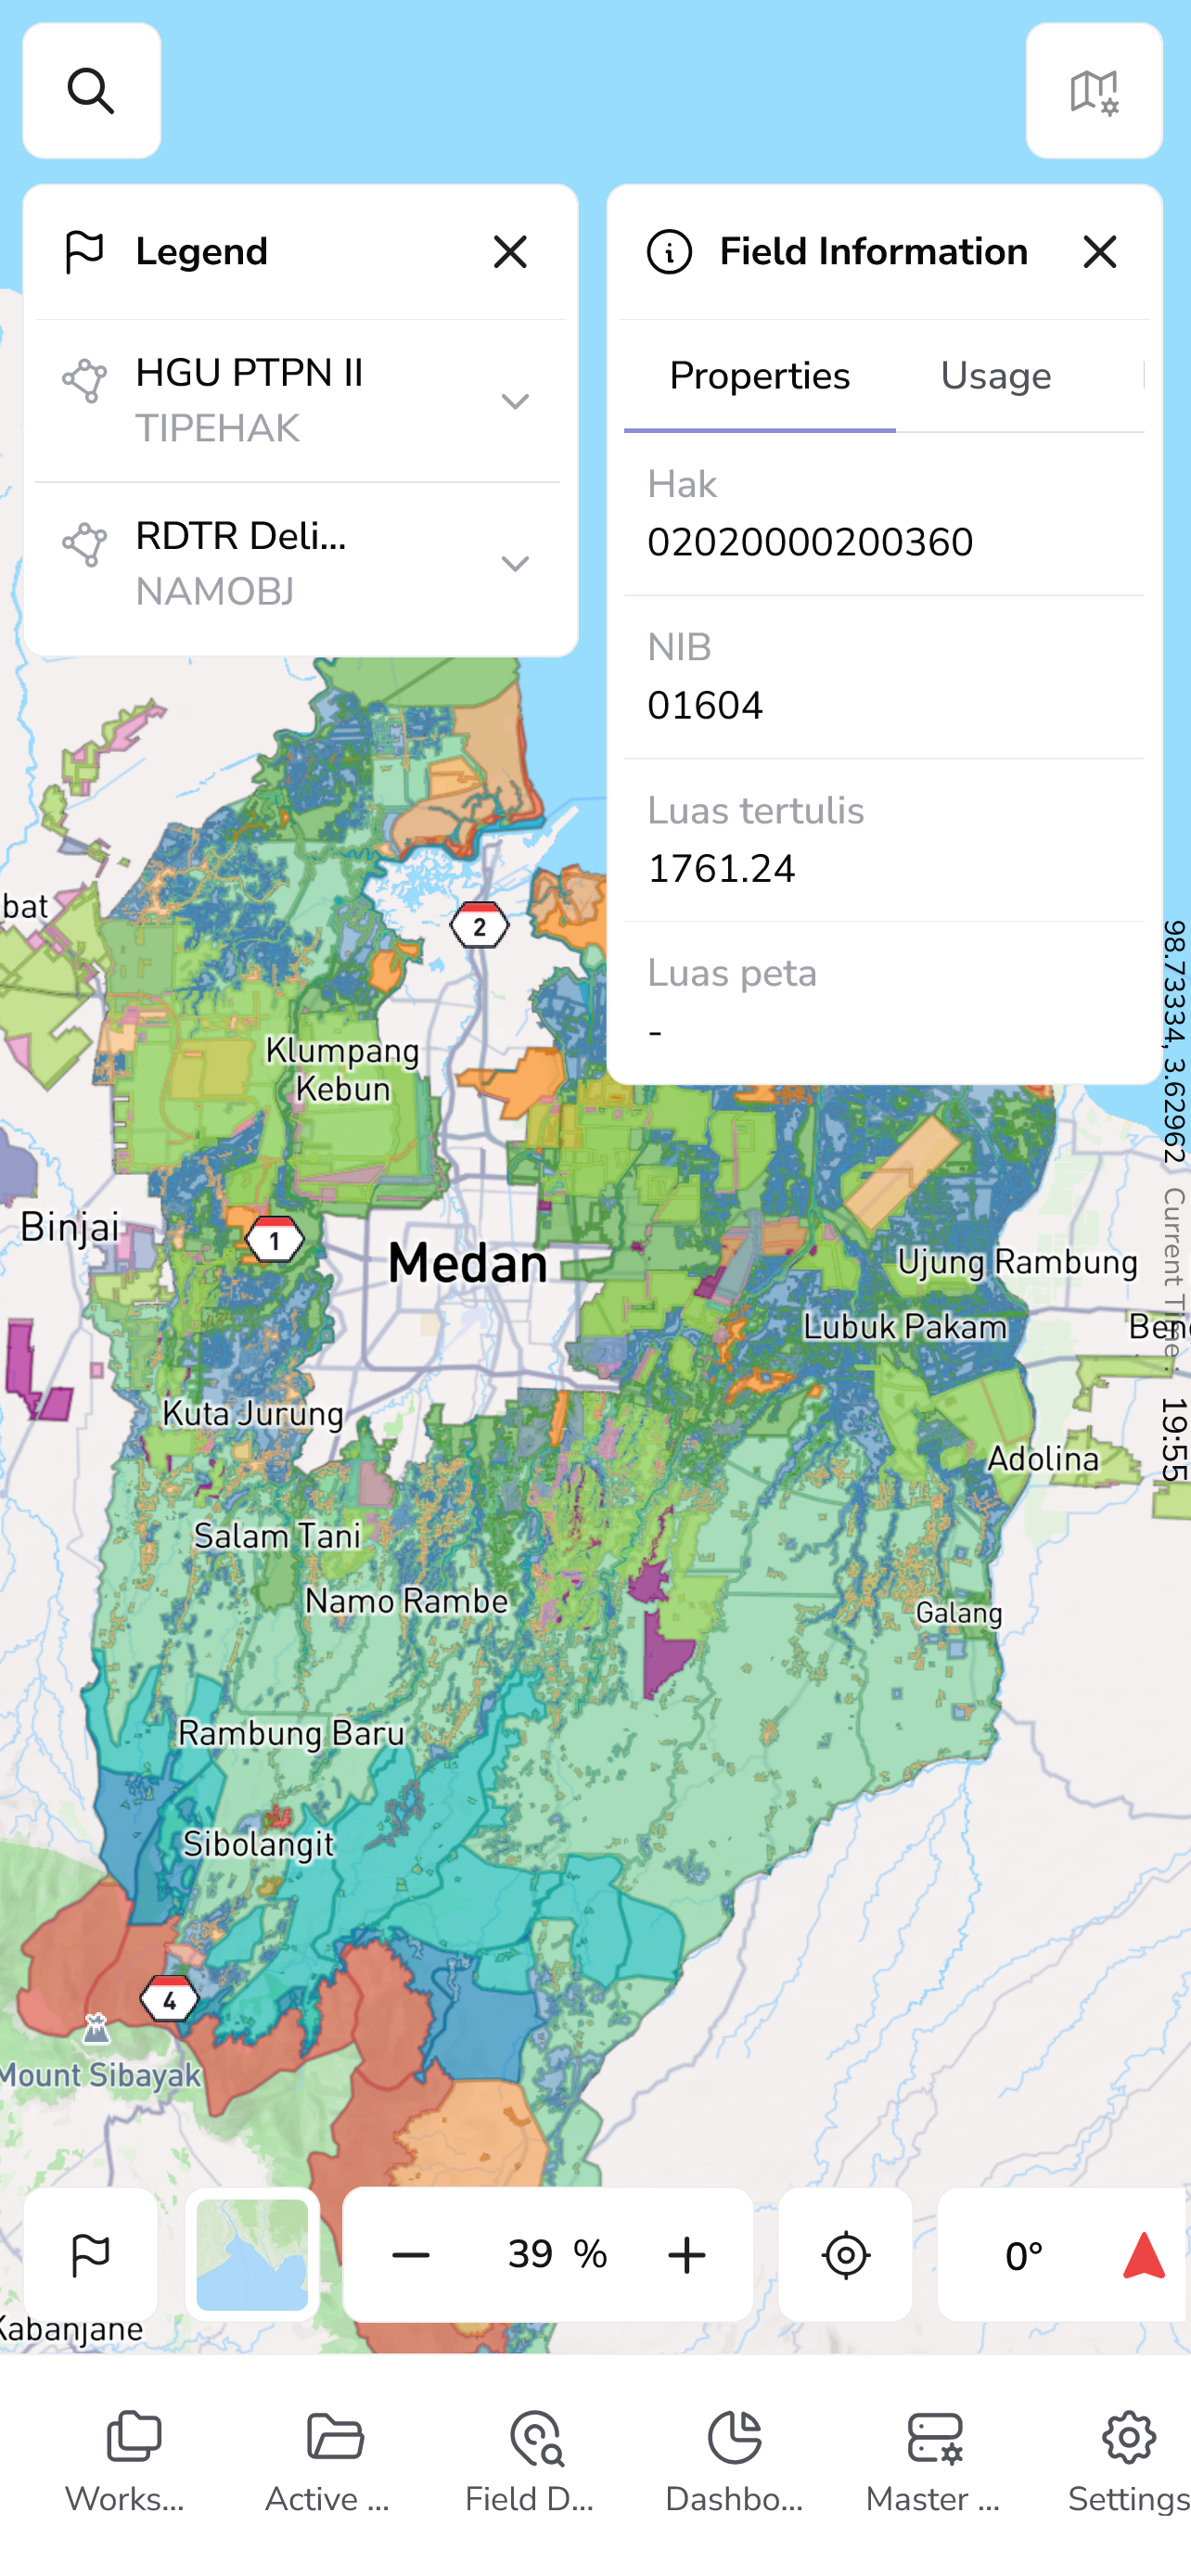 Legend
HGU PTPN II
TIPEHAK
RDTR Deli...
NAMOBJ
Field Information
Properties
Usage
Hak
02020000200360
NIB
01604
Luas tertulis
1761.24
Luas peta
-
98.73334, 3.62962 Current Time : 19:55
bat
2
Klumpang
Kebun
Binjai
1
Medan
Ujung Rambung
Lubuk Pakam
Ben
Kuta Jurung
Adolina
Salam Tani
Namo Rambe
Galang
Rambung Baru
Sibolangit
4
Mount Sibayak
39 %
0°
Kabanjane
Works...
Active ...
Field D...
Dashbo...
Master ...
Settings